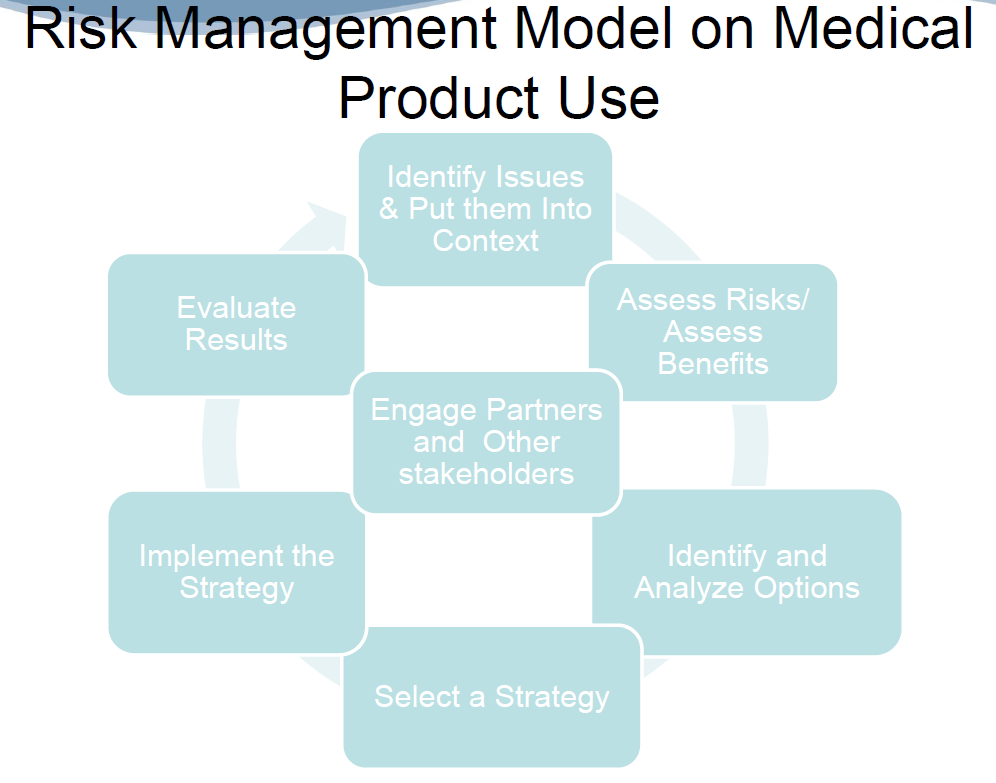 Risk Management Model on Medical
Product Use
Identify Issues
& Put them Into
Context
Assess Risks/
Assess
Benefits
Identify and
Analyze Options
Select a Strategy
Implement the
Strategy
Evaluate
Results
Engage Partners
and  Other
stakeholders